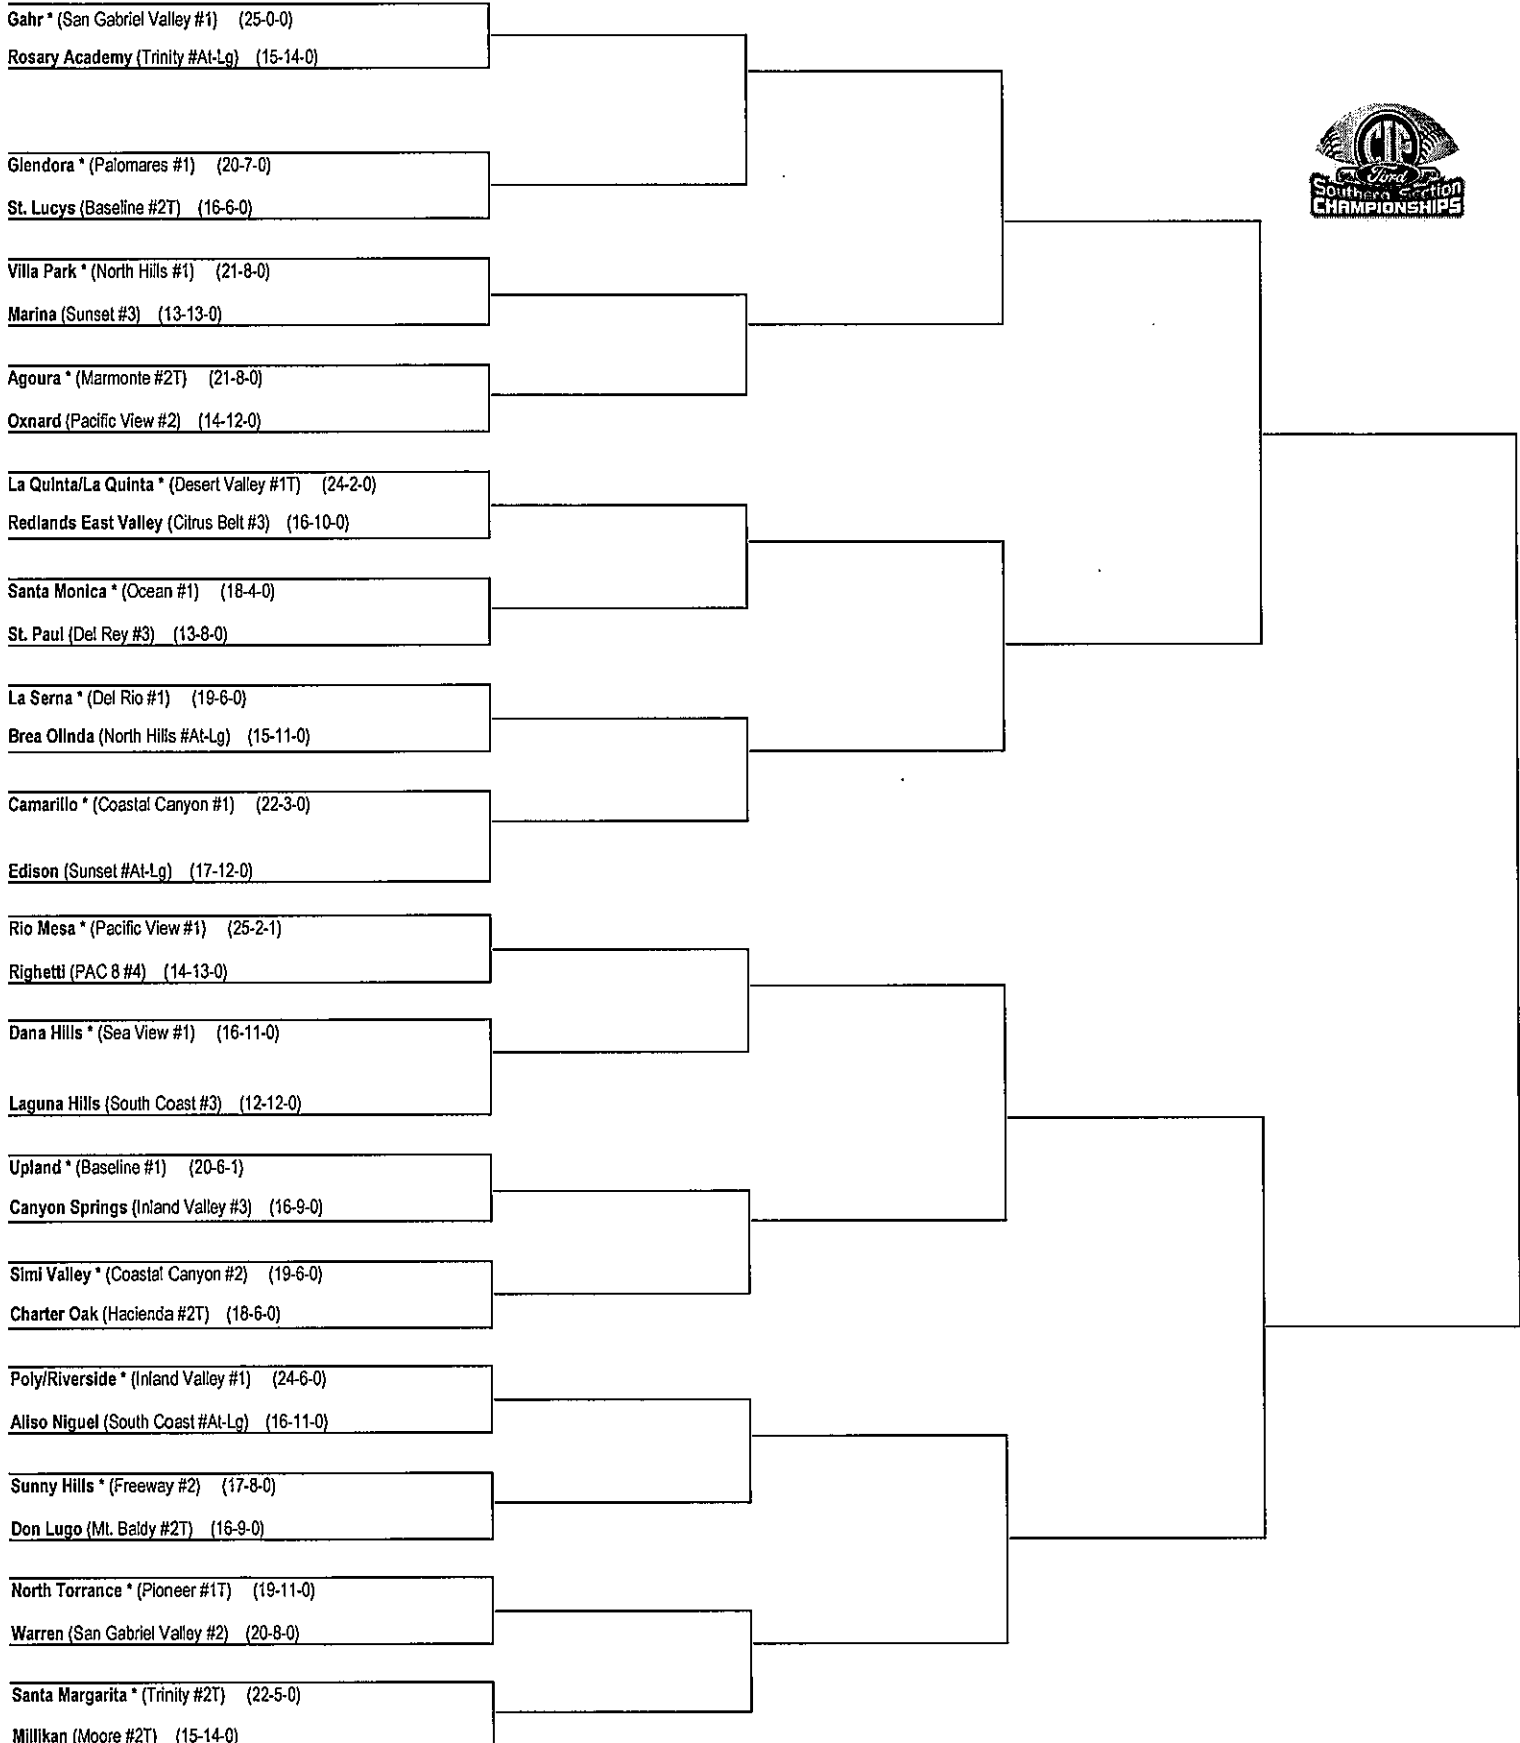 Gahr * (San Gabriel Valley #1) (25-0-0)
Rosary Academy (Trinity #At-Lg) (15-14-0)
Glendora * (Palomares #1) (20-7-0)
St. Lucys (Baseline #2T) (16-6-0)
Villa Park * (North Hills #1) (21-8-0)
Marina (Sunset #3) (13-13-0)
Agoura * (Marmonte #2T) (21-8-0)
Oxnard (Pacific View #2) (14-12-0)
La Quinta/La Quinta * (Desert Valley #1T) (24-2-0)
Redlands East Valley (Citrus Belt #3) (16-10-0)
Santa Monica * (Ocean #1) (18-4-0)
St. Paul (Del Rey #3) (13-8-0)
La Serna * (Del Rio #1) (19-6-0)
Brea Olinda (North Hills #At-Lg) (15-11-0)
Camarillo * (Coastal Canyon #1) (22-3-0)
Edison (Sunset #At-Lg) (17-12-0)
Rio Mesa * (Pacific View #1) (25-2-1)
Righetti (PAC 8 #4) (14-13-0)
Dana Hills * (Sea View #1) (16-11-0)
Laguna Hills (South Coast #3) (12-12-0)
Upland * (Baseline #1) (20-6-1)
Canyon Springs (Inland Valley #3) (16-9-0)
Simi Valley * (Coastal Canyon #2) (19-6-0)
Charter Oak (Hacienda #2T) (18-6-0)
Poly/Riverside * (Inland Valley #1) (24-6-0)
Aliso Niguel (South Coast #At-Lg) (16-11-0)
Sunny Hills * (Freeway #2) (17-8-0)
Don Lugo (Mt. Baldy #2T) (16-9-0)
North Torrance * (Pioneer #1T) (19-11-0)
Warren (San Gabriel Valley #2) (20-8-0)
Santa Margarita * (Trinity #2T) (22-5-0)
Millikan (Moore #2T) (15-14-0)
CIF
Ford
Southern Section
CHAMPIONSHIPS